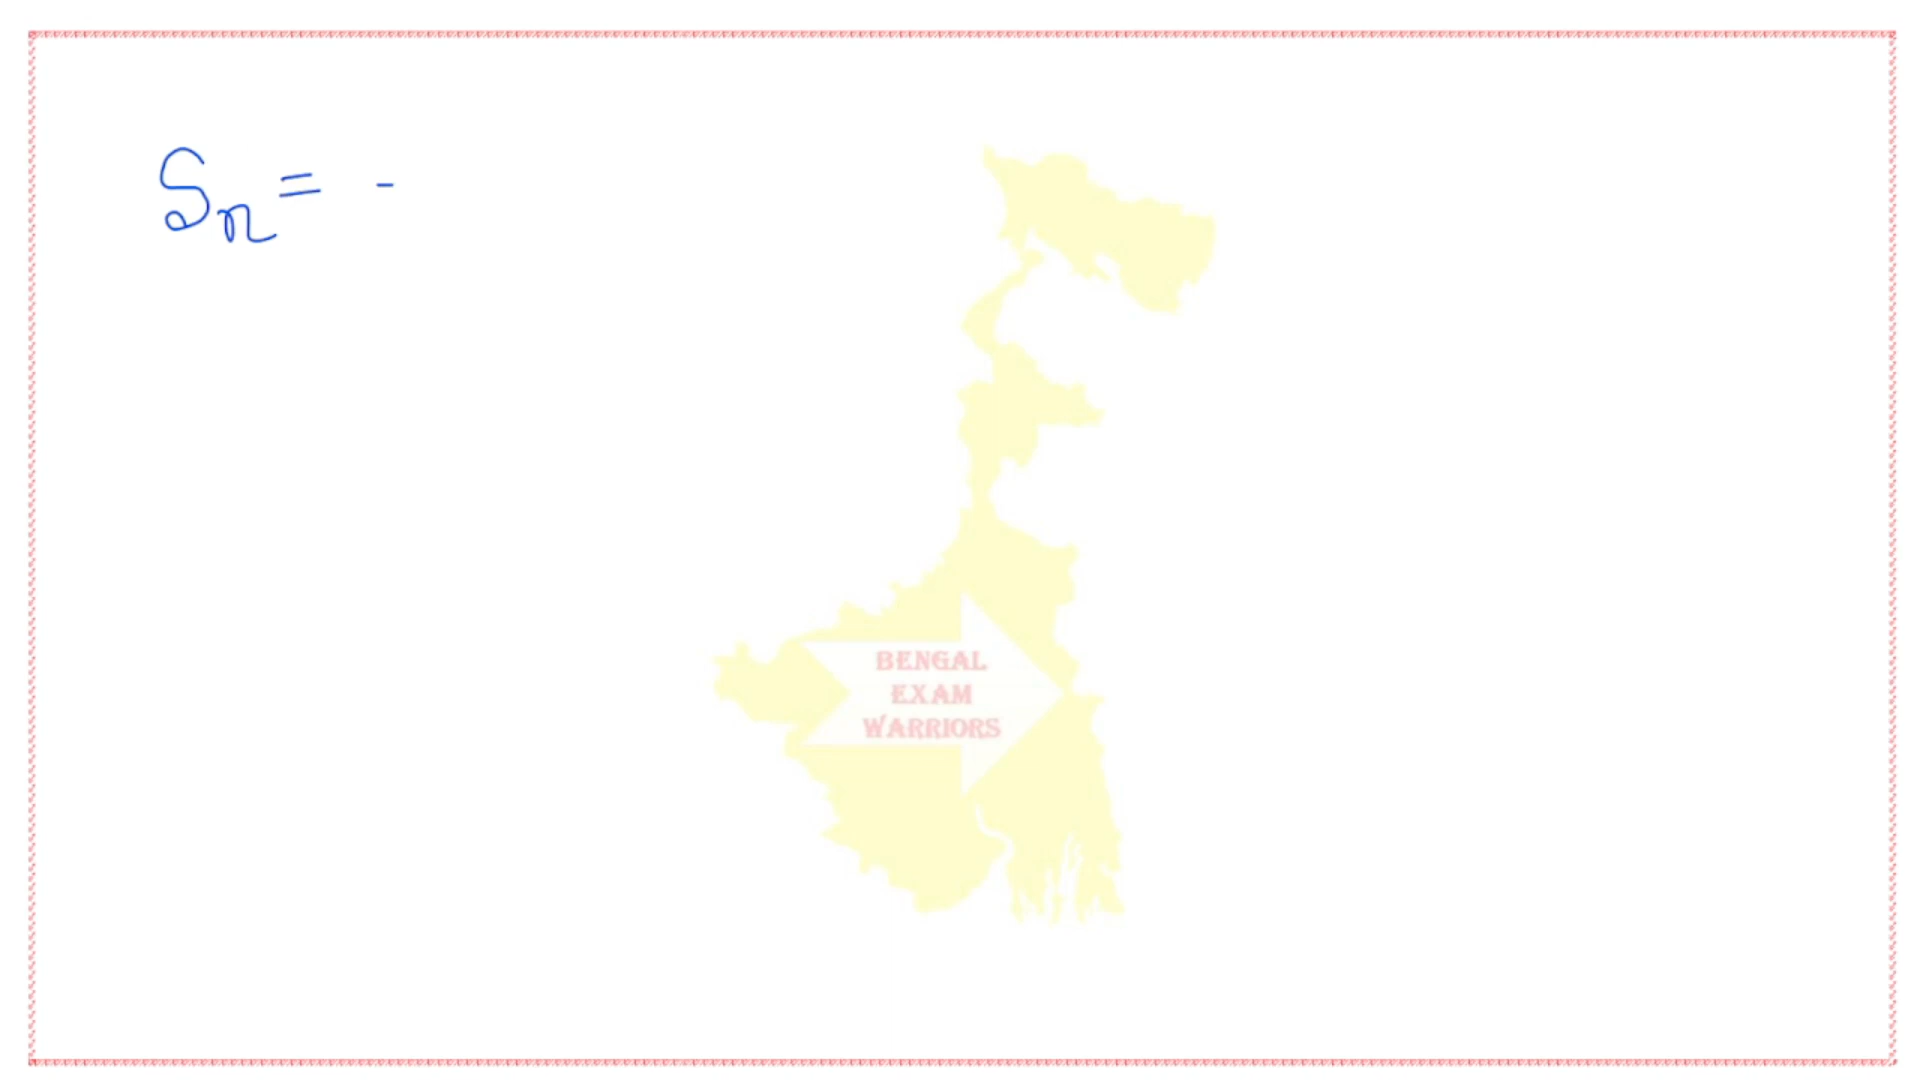 Sn = -
BENGAL
EXAM
WARRIORS